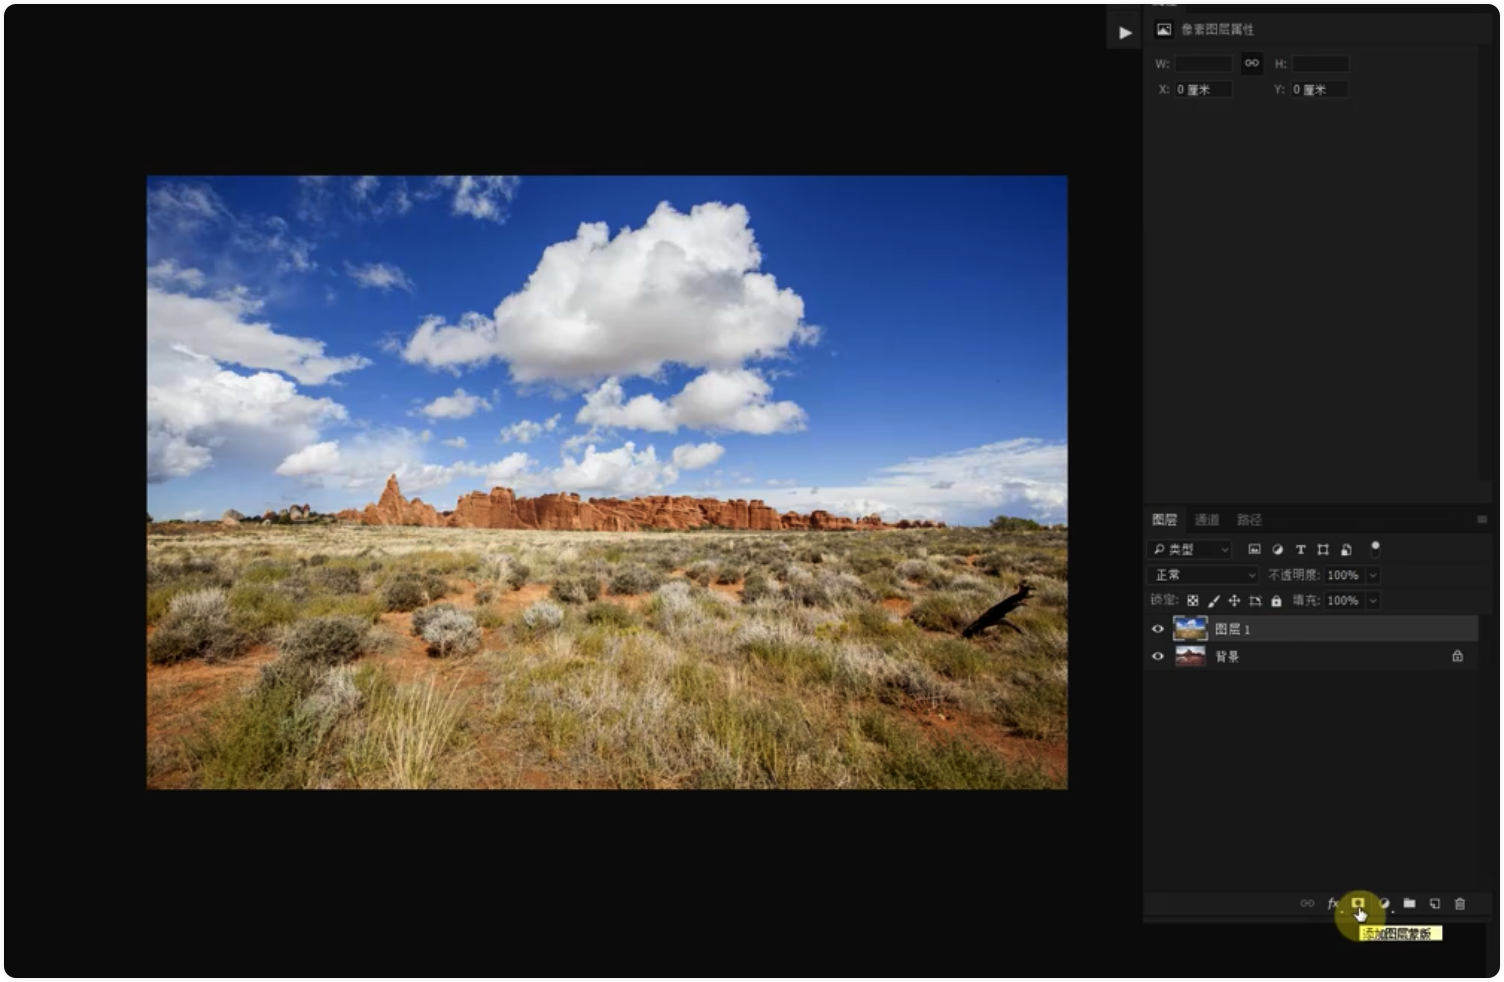 像素图层属性
W: H:
X: 0 厘米 Y: 0 厘米
图层 通道 路径
类型 T
正常 不透明度: 100%
锁定: 填充: 100%
图层 1
背景
fx
添加图层蒙版